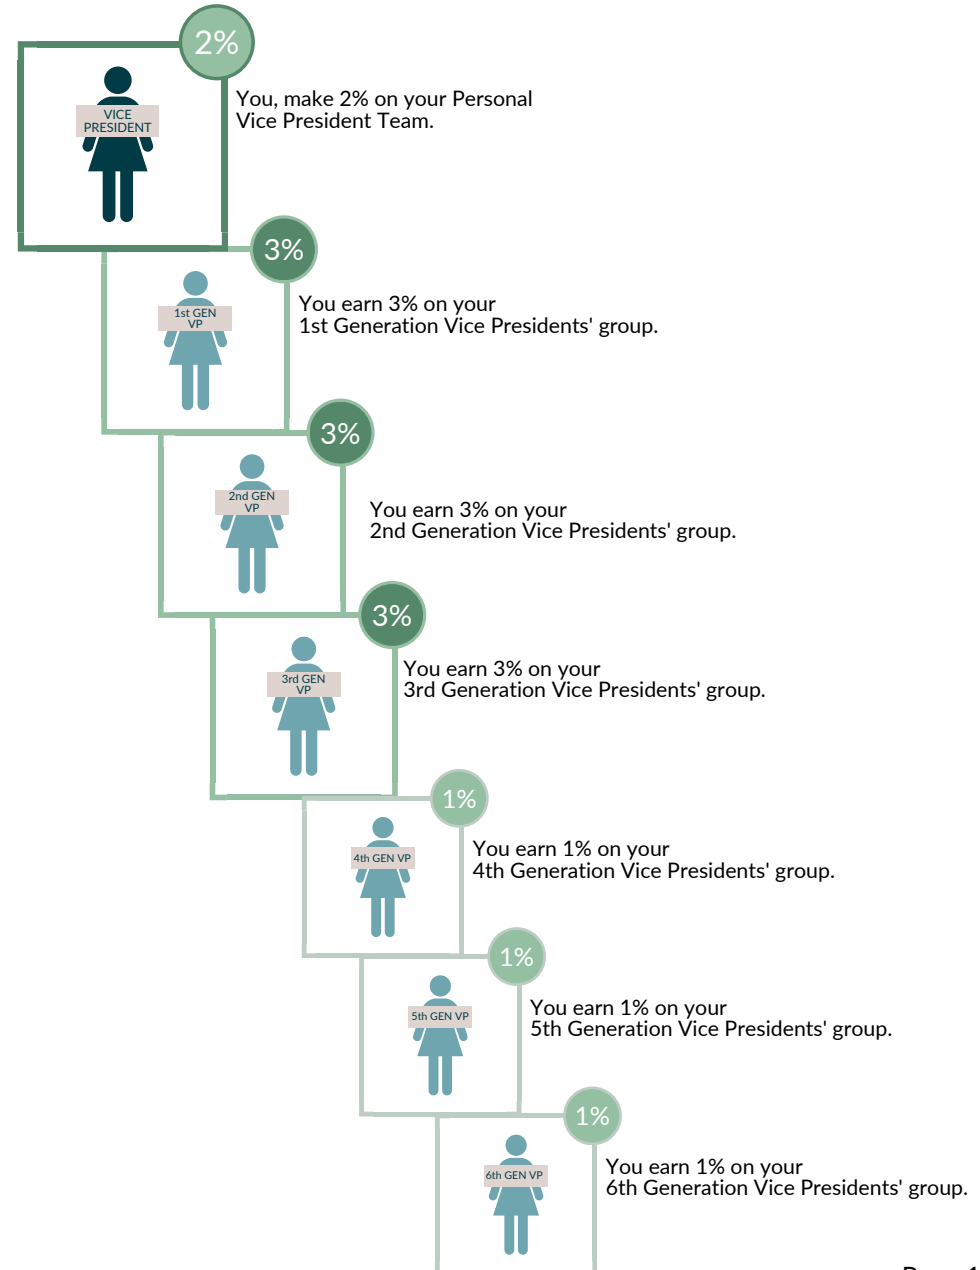 2%
You, make 2% on your Personal
Vice President Team.
VICE
PRESIDENT
3%
You earn 3% on your
1st Generation Vice Presidents' group.
1st GEN
VP
3%
You earn 3% on your
2nd Generation Vice Presidents' group.
2nd GEN
VP
3%
You earn 3% on your
3rd Generation Vice Presidents' group.
3rd GEN
VP
1%
You earn 1% on your
4th Generation Vice Presidents' group.
4th GEN VP
1%
You earn 1% on your
5th Generation Vice Presidents' group.
5th GEN VP
1%
You earn 1% on your
6th Generation Vice Presidents' group.
6th GEN VP